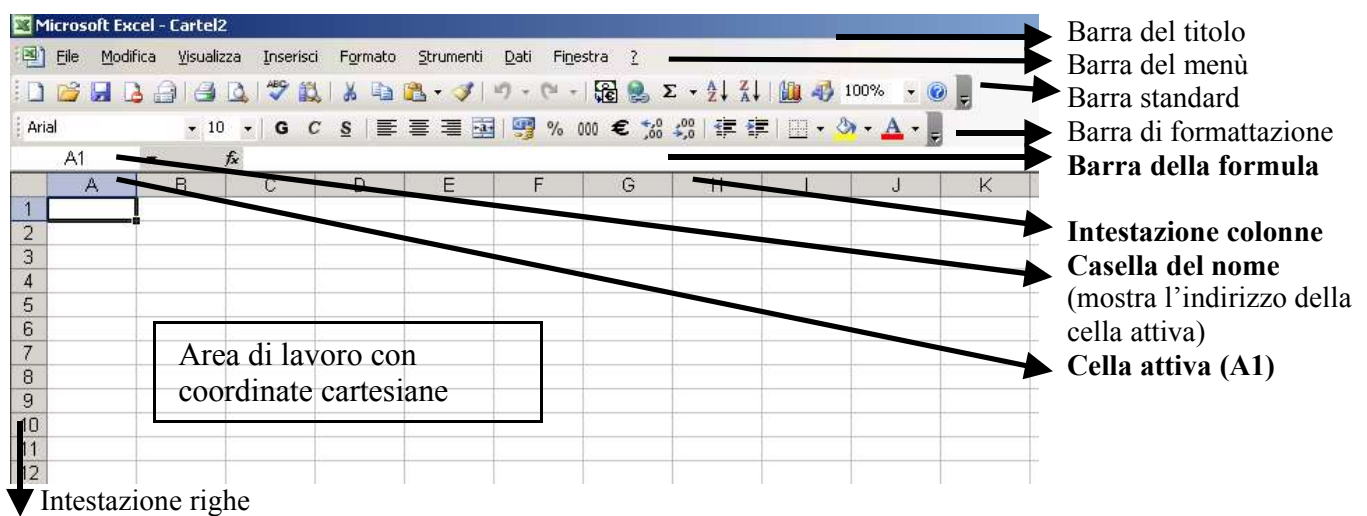 Microsoft Excel - Cartel2
Barra del titolo
File Modifica Visualizza Inserisci Formato Strumenti Dati Finestra ?
Barra del menù
100%
Barra standard
Arial 10 G C S % 000 €
Barra di formattazione
A1 fx
Barra della formula
A B C D E F G H I J K
1
2
Intestazione colonne
3
Casella del nome
4
(mostra l’indirizzo della
5
cella attiva)
6
7
Cella attiva (A1)
Area di lavoro con
8
coordinate cartesiane
9
10
11
12
Intestazione righe